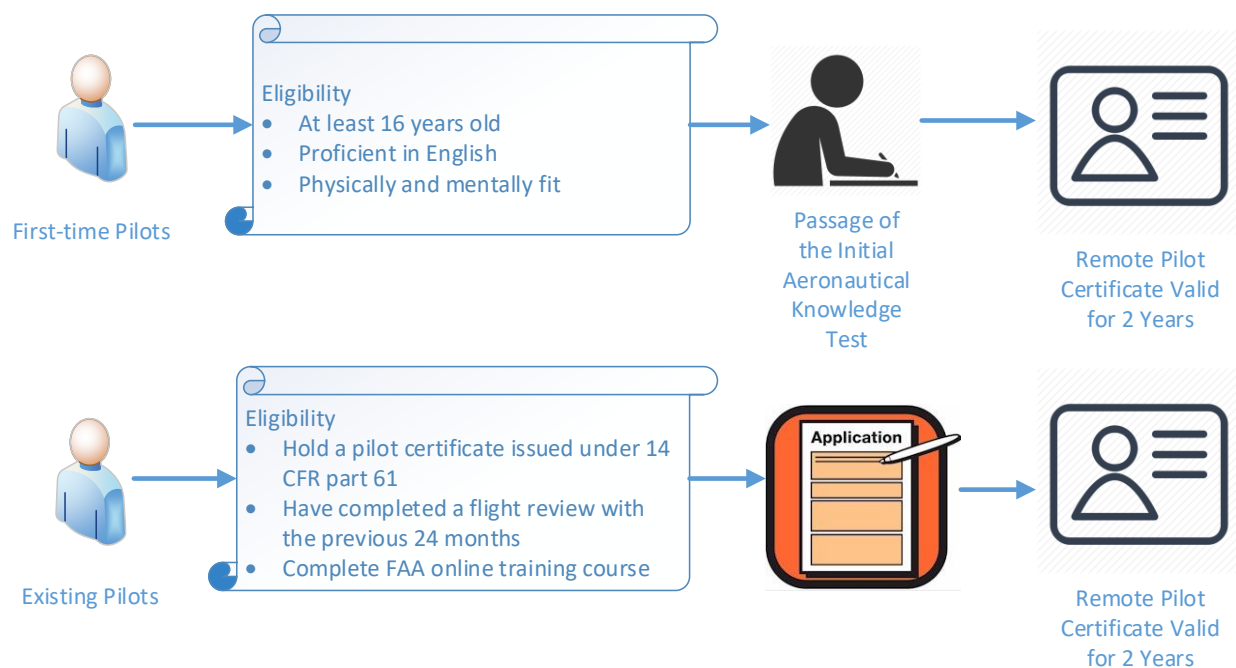 Eligibility
• At least 16 years old
• Proficient in English
• Physically and mentally fit
First-time Pilots
Passage of
the Initial
Aeronautical
Knowledge
Test
Remote Pilot
Certificate Valid
for 2 Years
Eligibility
• Hold a pilot certificate issued under 14
CFR part 61
• Have completed a flight review with
the previous 24 months
• Complete FAA online training course
Existing Pilots
Application
Remote Pilot
Certificate Valid
for 2 Years